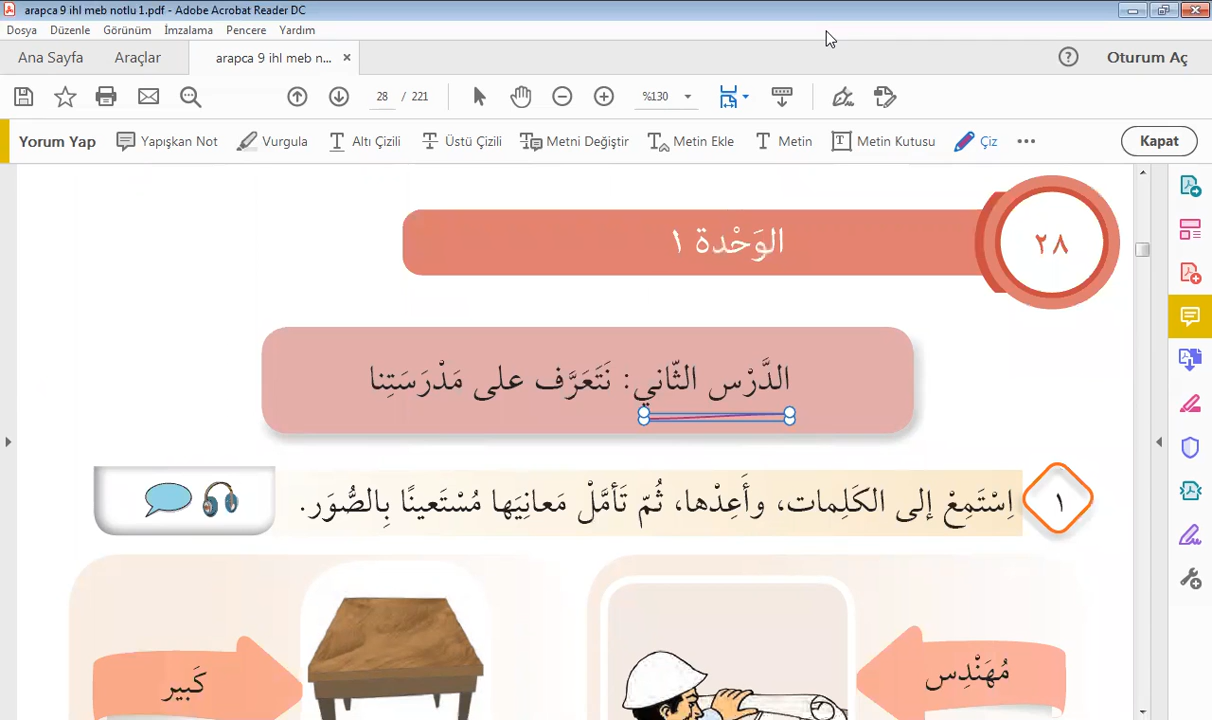 arapca 9 ihl meb notlu 1.pdf - Adobe Acrobat Reader DC
Dosya Düzenle Görünüm İmzalama Pencere Yardım
Ana Sayfa Araçlar arapca 9 ihl meb n... × ? Oturum Aç
28 / 221 %130
Yorum Yap Yapışkan Not Vurgula Altı Çizili Üstü Çizili Metni Değiştir Metin Ekle Metin Metin Kutusu Çiz ••• Kapat
الوَحْدة ١
٢٨
الدَّرْس الثّاني: نَتَعَرَّف على مَدْرَسَتِنا
١ اِسْتَمِعْ إلى الكَلِمات، وأَعِدْها، ثُمّ تَأمَّلْ مَعانِيَها مُسْتَعينًا بِالصُّوَر.
مُهَنْدِس
كَبير